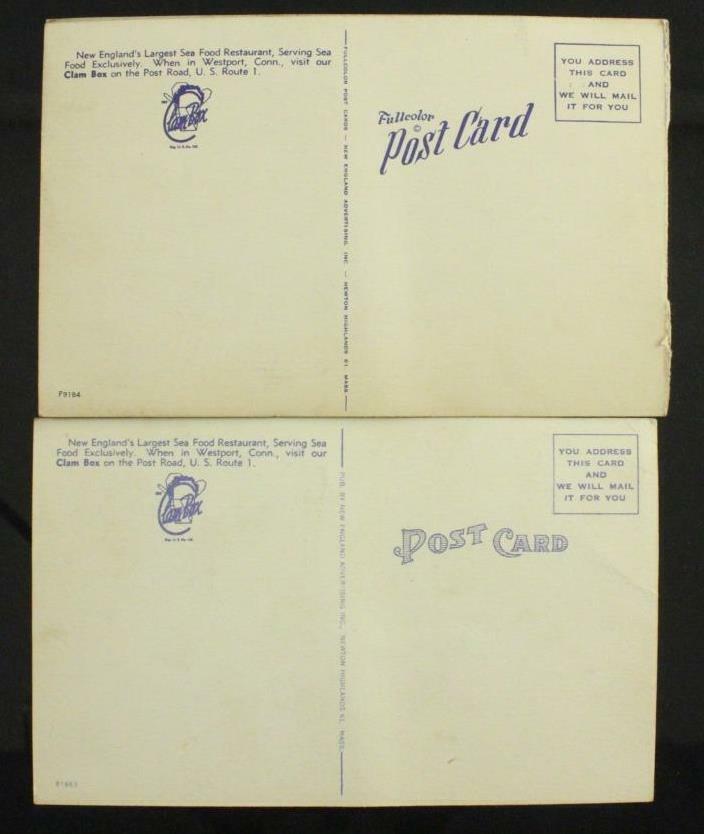 New England's Largest Sea Food Restaurant, Serving Sea
Food Exclusively. When in Westport, Conn., visit our
Clam Box on the Post Road, U. S. Route 1.
Clam Box
F9184
FULLCOLOR POST CARDS — NEW ENGLAND ADVERTISING, INC. — NEWTON HIGHLANDS 61, MASS.
Fullcolor
©
Post Card
YOU ADDRESS
THIS CARD
AND
WE WILL MAIL
IT FOR YOU
New England's Largest Sea Food Restaurant, Serving Sea
Food Exclusively. When in Westport, Conn., visit our
Clam Box on the Post Road, U. S. Route 1.
Clam Box
PUB. BY NEW ENGLAND ADVERTISING INC., NEWTON HIGHLANDS 61, MASS.
POST CARD
YOU ADDRESS
THIS CARD
AND
WE WILL MAIL
IT FOR YOU